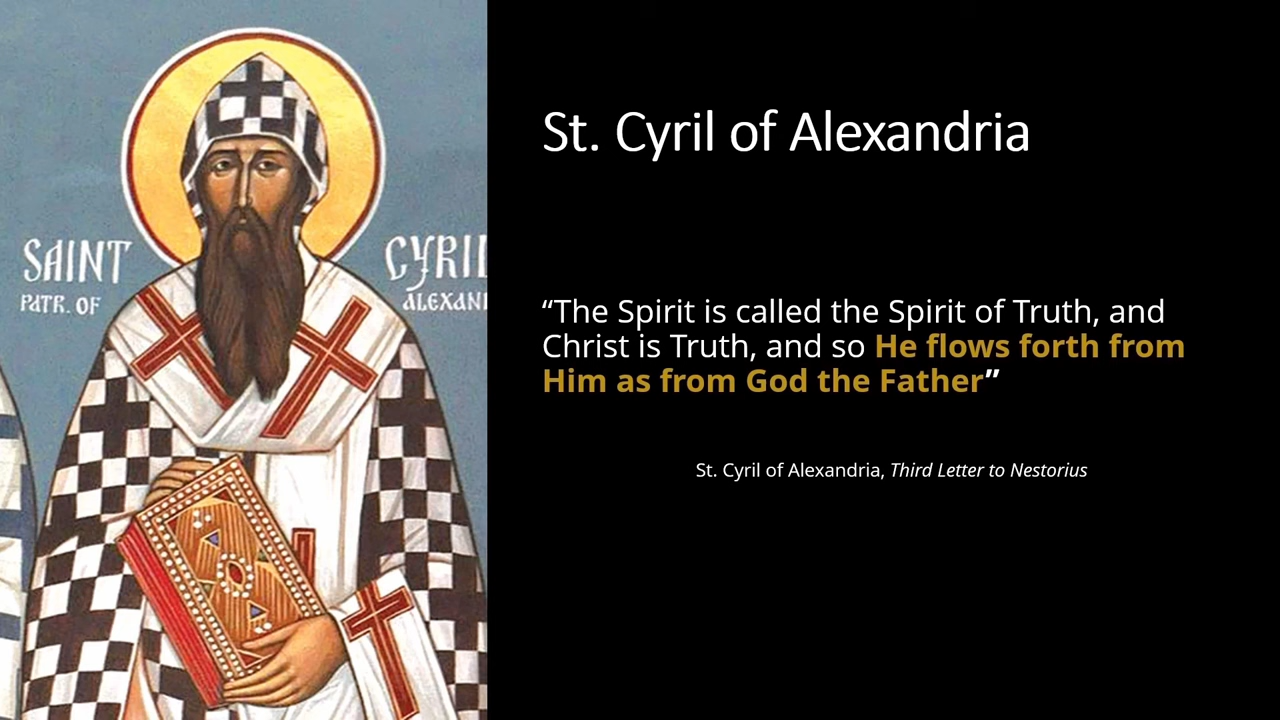 SAINT
PATR. OF
CYRIL
ALEXAN
St. Cyril of Alexandria
“The Spirit is called the Spirit of Truth, and
Christ is Truth, and so He flows forth from
Him as from God the Father”
St. Cyril of Alexandria, Third Letter to Nestorius